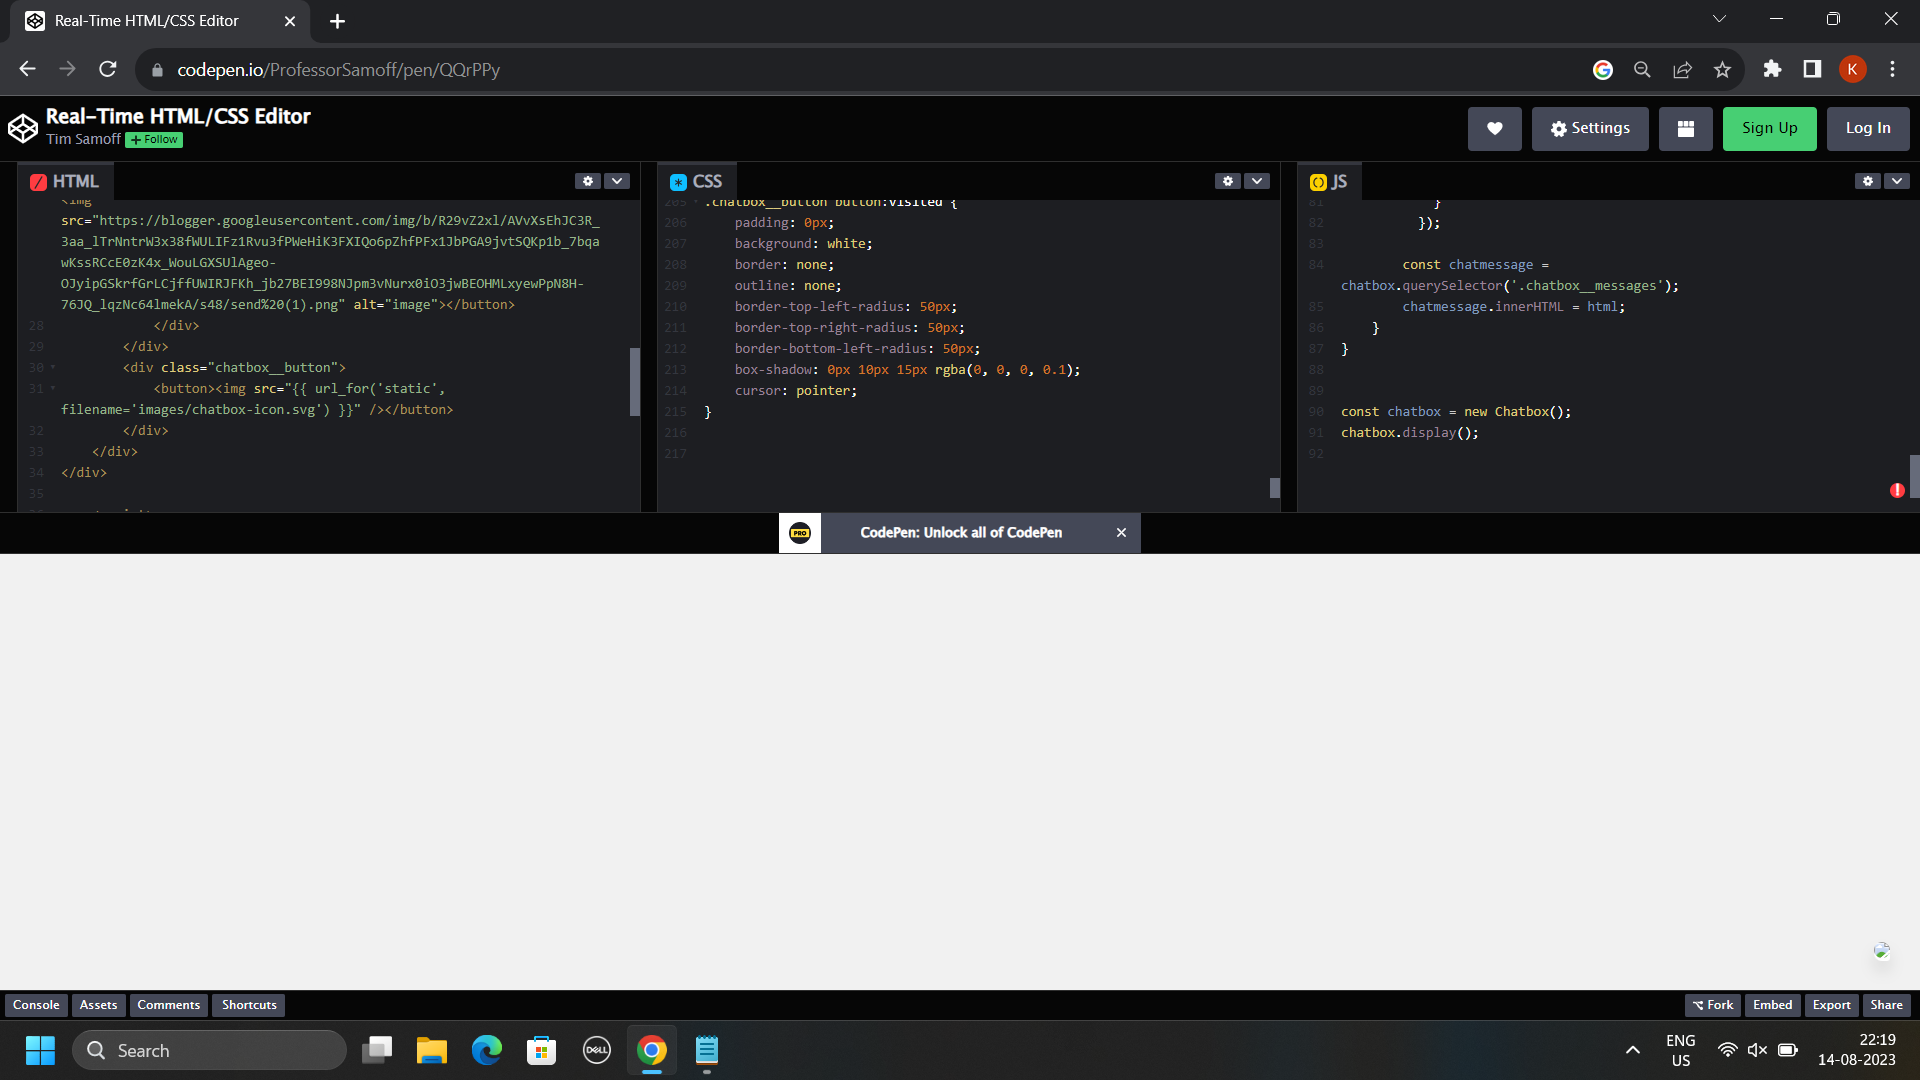 Real-Time HTML/CSS Editor
codepen.io/ProfessorSamoff/pen/QQrPPy
K
Real-Time HTML/CSS Editor
Tim Samoff + Follow
Settings
Sign Up
Log In
HTML
<img
src="https://blogger.googleusercontent.com/img/b/R29vZ2xl/AVvXsEhJC3R_
3aa_lTrNntrW3x38fWULIFz1Rvu3fPWeHiK3FXIQo6pZhfPFx1JbPGA9jvtSQKp1b_7bqa
wKssRCcE0zK4x_WouLGXSUlAgeo-
OJyipGSkrfGrLCjffUWIRJFKh_jb27BEI998NJpm3vNurx0iO3jwBEOHMLxyewPpN8H-
76JQ_lqzNc64lmekA/s48/send%20(1).png" alt="image"></button>
28 </div>
29 </div>
30 <div class="chatbox__button">
31 <button><img src="{{ url_for('static',
filename='images/chatbox-icon.svg') }}" /></button>
32 </div>
33 </div>
34 </div>
35
CSS
205 .chatbox__button button:visited {
206 padding: 0px;
207 background: white;
208 border: none;
209 outline: none;
210 border-top-left-radius: 50px;
211 border-top-right-radius: 50px;
212 border-bottom-left-radius: 50px;
213 box-shadow: 0px 10px 15px rgba(0, 0, 0, 0.1);
214 cursor: pointer;
215 }
216
217
JS
81 }
82 });
83
84 const chatmessage =
chatbox.querySelector('.chatbox__messages');
85 chatmessage.innerHTML = html;
86 }
87 }
88
89
90 const chatbox = new Chatbox();
91 chatbox.display();
92
PRO
CodePen: Unlock all of CodePen
Console
Assets
Comments
Shortcuts
Fork
Embed
Export
Share
Search
DELL
ENG
US
22:19
14-08-2023